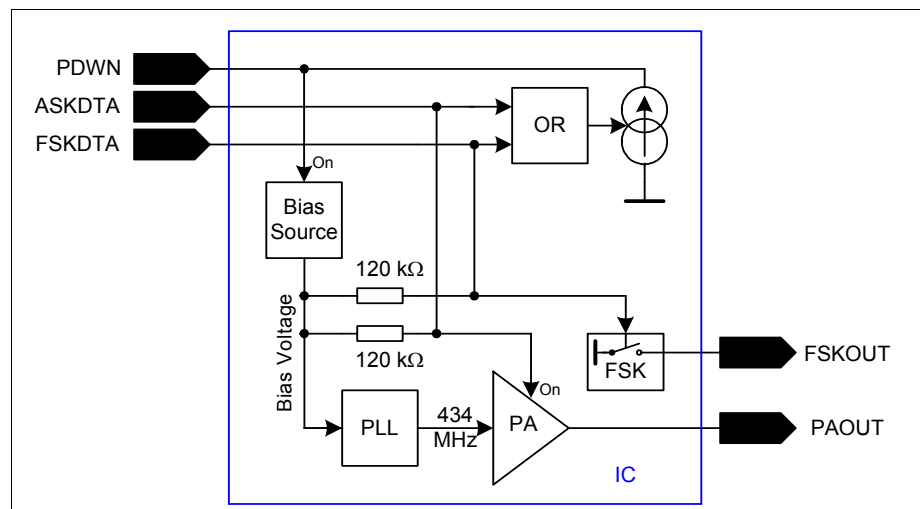 PDWN
ASKDTA
FSKDTA
On
OR
Bias
Source
120 kΩ
120 kΩ
Bias Voltage
FSK
FSKOUT
PLL
434
MHz
PA
On
PAOUT
IC